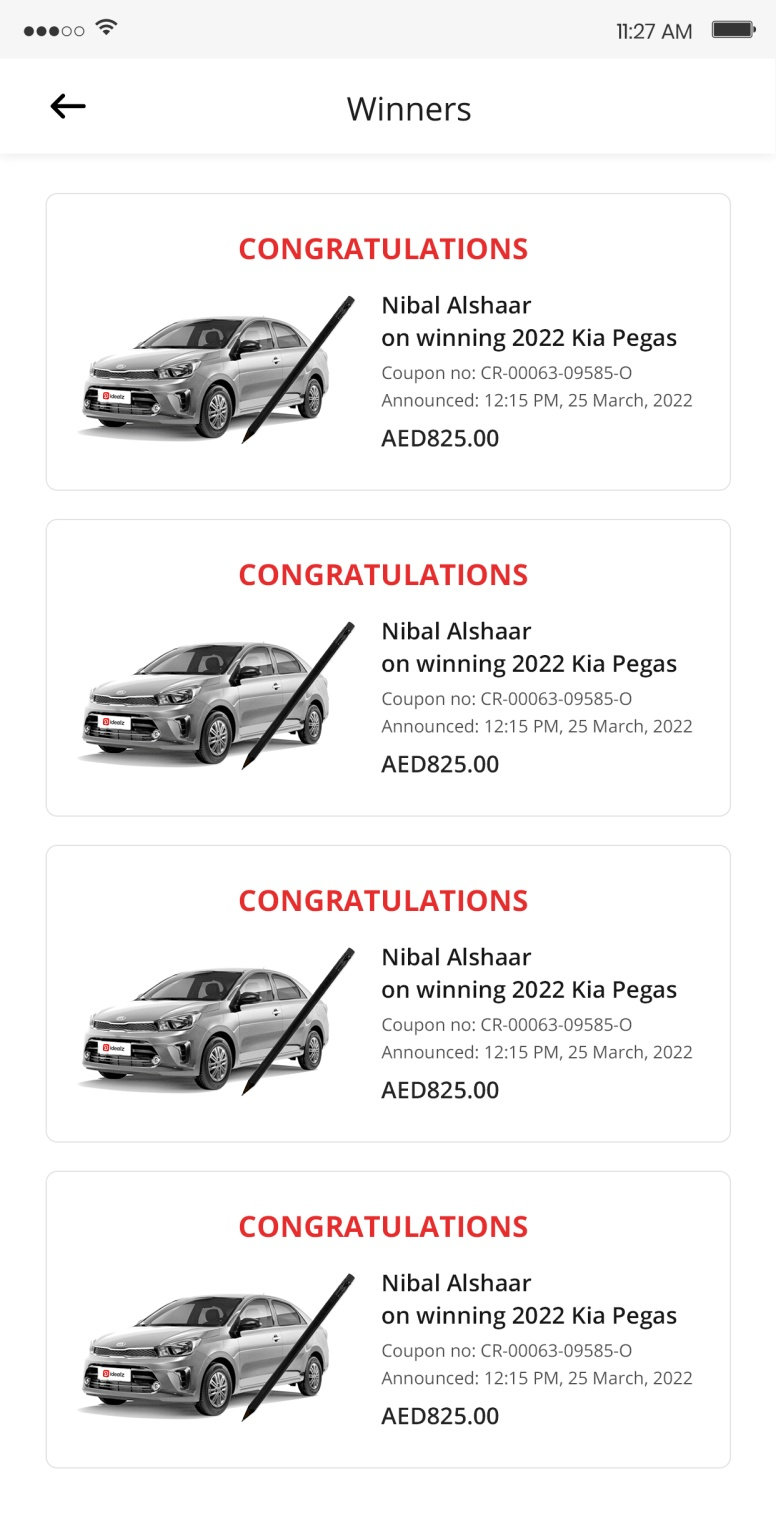 11:27 AM
Winners
CONGRATULATIONS
Nibal Alshaar
on winning 2022 Kia Pegas
Coupon no: CR-00063-09585-O
Announced: 12:15 PM, 25 March, 2022
AED825.00
idealz
CONGRATULATIONS
Nibal Alshaar
on winning 2022 Kia Pegas
Coupon no: CR-00063-09585-O
Announced: 12:15 PM, 25 March, 2022
AED825.00
idealz
CONGRATULATIONS
Nibal Alshaar
on winning 2022 Kia Pegas
Coupon no: CR-00063-09585-O
Announced: 12:15 PM, 25 March, 2022
AED825.00
idealz
CONGRATULATIONS
Nibal Alshaar
on winning 2022 Kia Pegas
Coupon no: CR-00063-09585-O
Announced: 12:15 PM, 25 March, 2022
AED825.00
idealz